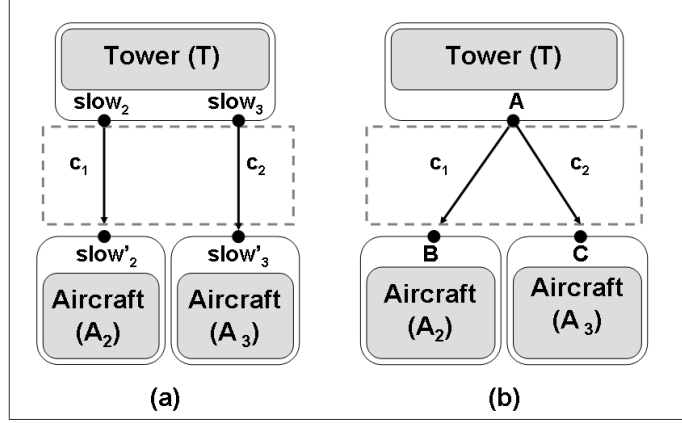 Tower (T)
slow₂ slow₃
c₁ c₂
slow'₂ slow'₃
Aircraft (A₂)
Aircraft (A₃)
(a)
Tower (T)
A
c₁ c₂
B C
Aircraft (A₂)
Aircraft (A₃)
(b)